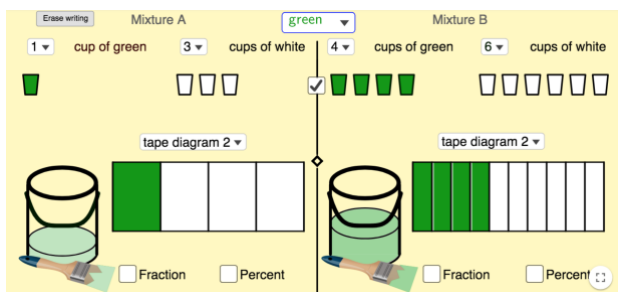 Erase writing
Mixture A
green
Mixture B
1 cup of green 3 cups of white
4 cups of green 6 cups of white
tape diagram 2
tape diagram 2
Fraction
Percent
Fraction
Percent